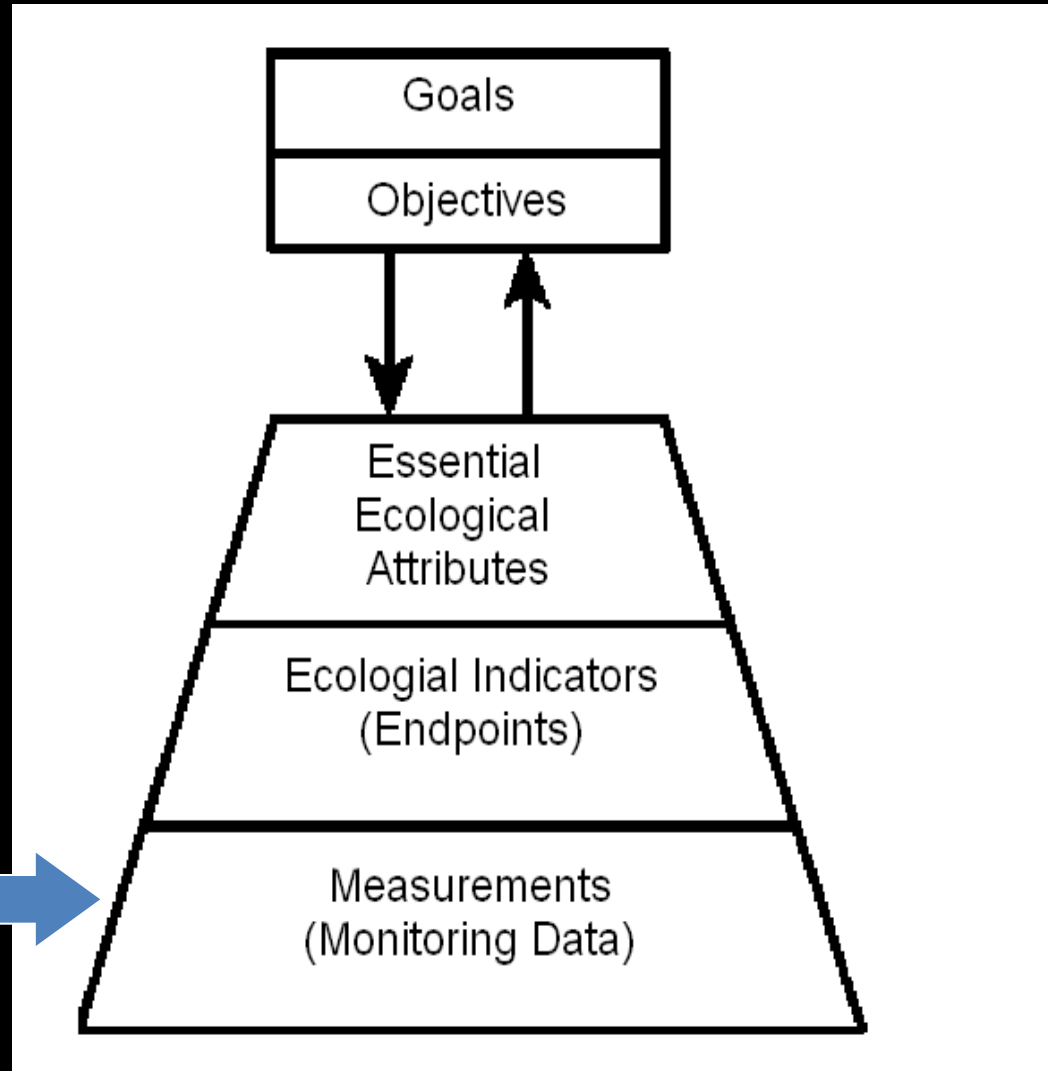 Goals
Objectives
Essential
Ecological
Attributes
Ecologial Indicators
(Endpoints)
Measurements
(Monitoring Data)